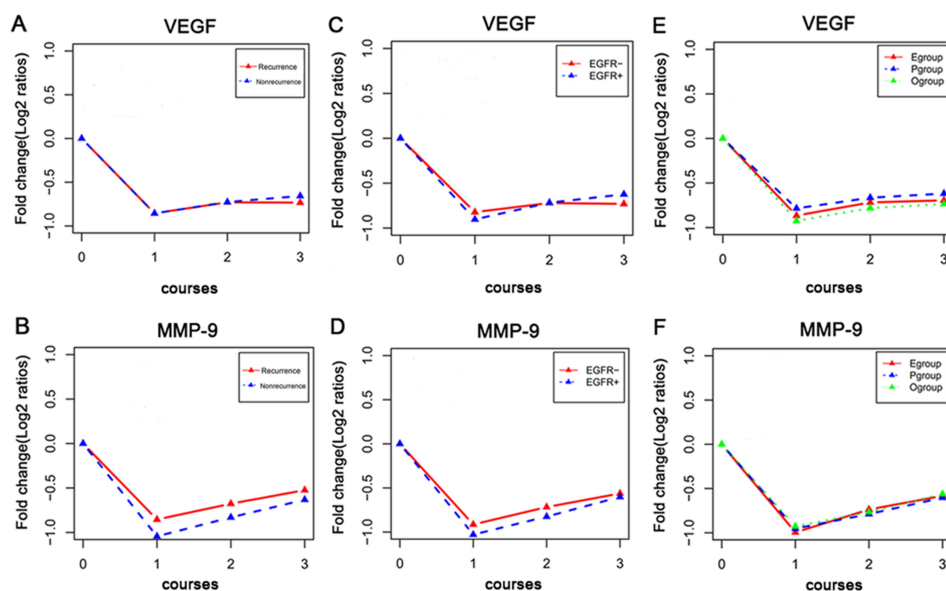 A
VEGF
Fold change(Log2 ratios)
1.0
0.5
0.0
−0.5
−1.0
Recurrence
Nonrecurrence
0 1 2 3
courses
C
VEGF
Fold change(Log2 ratios)
1.0
0.5
0.0
−0.5
−1.0
EGFR−
EGFR+
0 1 2 3
courses
E
VEGF
Fold change(Log2 ratios)
1.0
0.5
0.0
−0.5
−1.0
Egroup
Pgroup
Ogroup
0 1 2 3
courses
B
MMP-9
Fold change(Log2 ratios)
1.0
0.5
0.0
−0.5
−1.0
Recurrence
Nonrecurrence
0 1 2 3
courses
D
MMP-9
Fold change(Log2 ratios)
1.0
0.5
0.0
−0.5
−1.0
EGFR−
EGFR+
0 1 2 3
courses
F
MMP-9
Fold change(Log2 ratios)
1.0
0.5
0.0
−0.5
−1.0
Egroup
Pgroup
Ogroup
0 1 2 3
courses